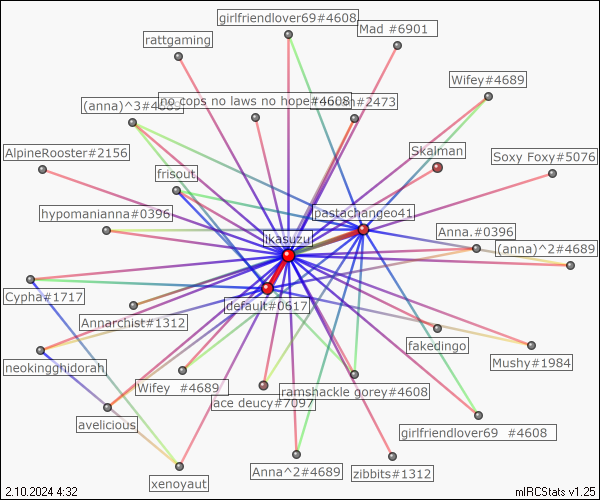 girlfriendlover69#4608
Mad #6901
rattgaming
Wifey#4689
no cops no laws no hope#4608
#2473
(anna)^3#4689
AlpineRooster#2156
Skalman
Soxy Foxy#5076
frisout
hypomanianna#0396
pastachangeo41
Anna.#0396
ikasuzu
(anna)^2#4689
Cypha#1717
default#0617
Annarchist#1312
fakedingo
neokingghidorah
Mushy#1984
Wifey #4689
ramshackle gorey#4608
ace deucy#7097
avelicious
girlfriendlover69 #4608
Anna^2#4689
zibbits#1312
xenoyaut
2.10.2024 4:32
mIRCStats v1.25